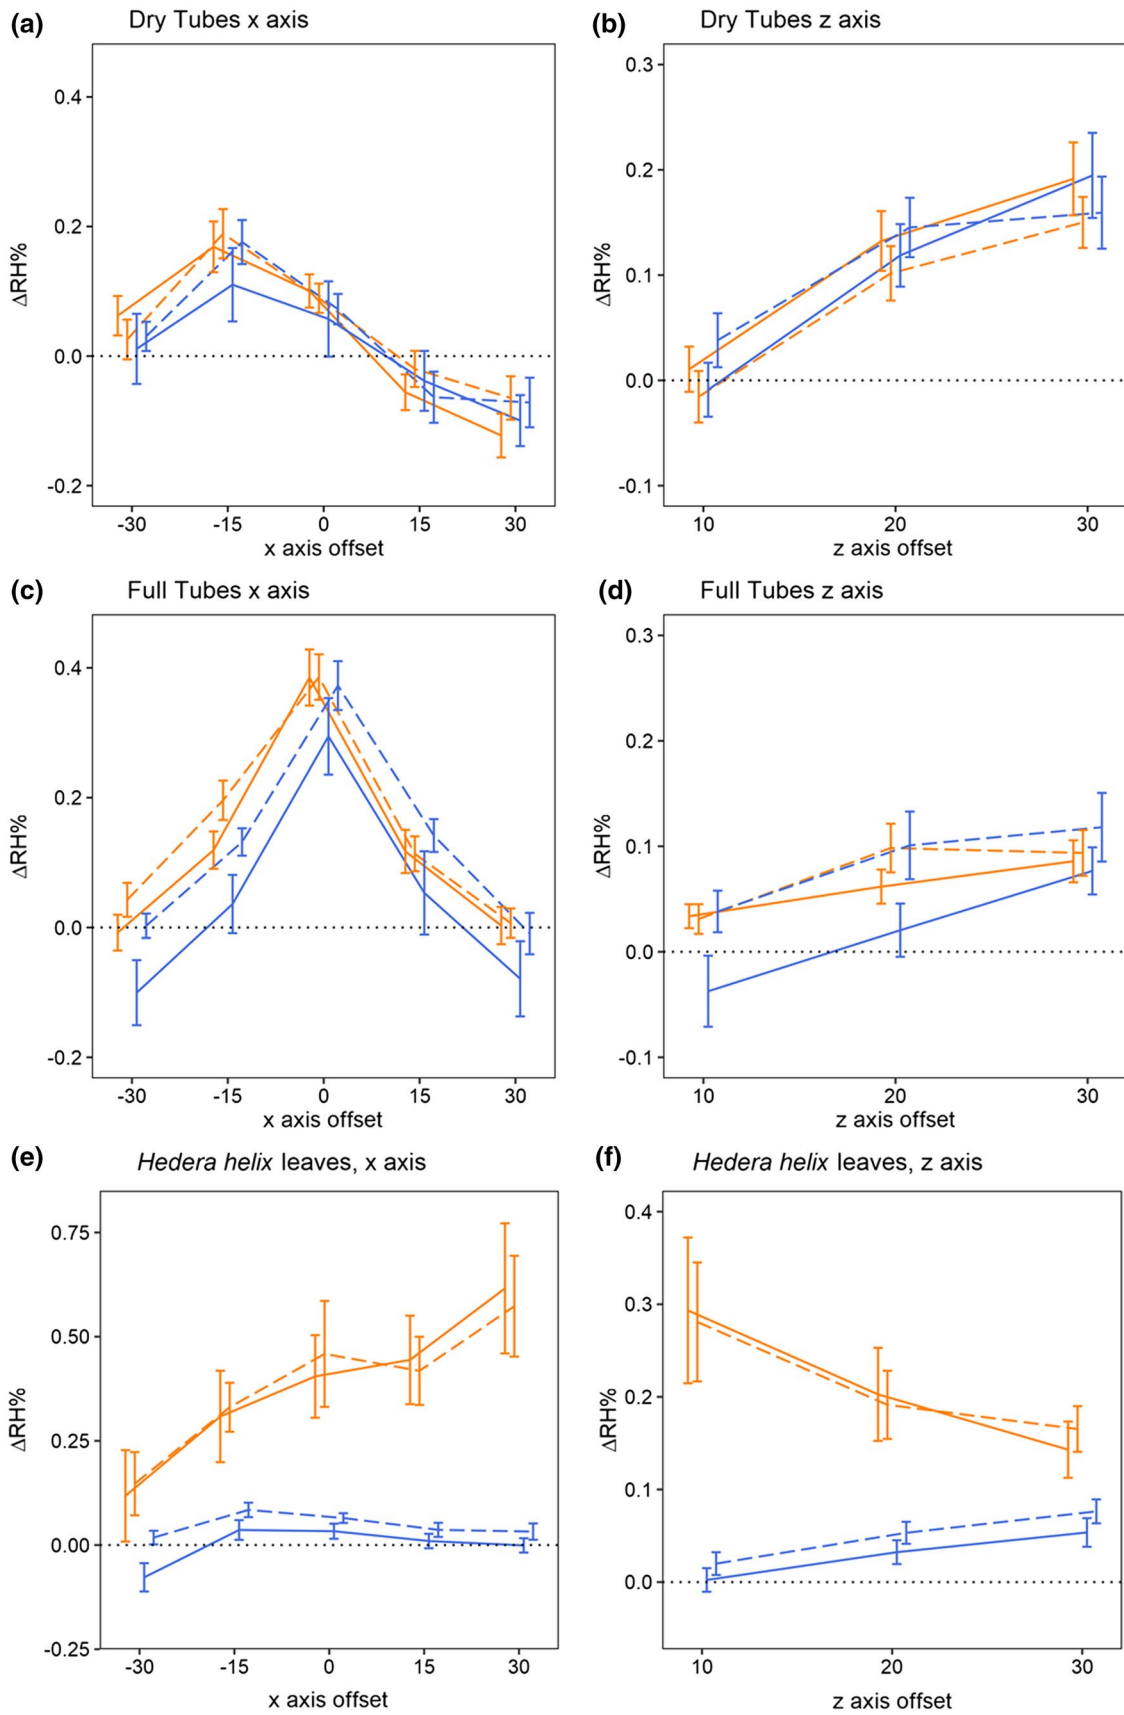 (a) Dry Tubes x axis
0.4
0.2
0.0
-0.2
ΔRH%
-30 -15 0 15 30
x axis offset
(b) Dry Tubes z axis
0.3
0.2
0.1
0.0
-0.1
ΔRH%
10 20 30
z axis offset
(c) Full Tubes x axis
0.4
0.2
0.0
-0.2
ΔRH%
-30 -15 0 15 30
x axis offset
(d) Full Tubes z axis
0.3
0.2
0.1
0.0
-0.1
ΔRH%
10 20 30
z axis offset
(e) Hedera helix leaves, x axis
0.75
0.50
0.25
0.00
-0.25
ΔRH%
-30 -15 0 15 30
x axis offset
(f) Hedera helix leaves, z axis
0.4
0.3
0.2
0.1
0.0
ΔRH%
10 20 30
z axis offset